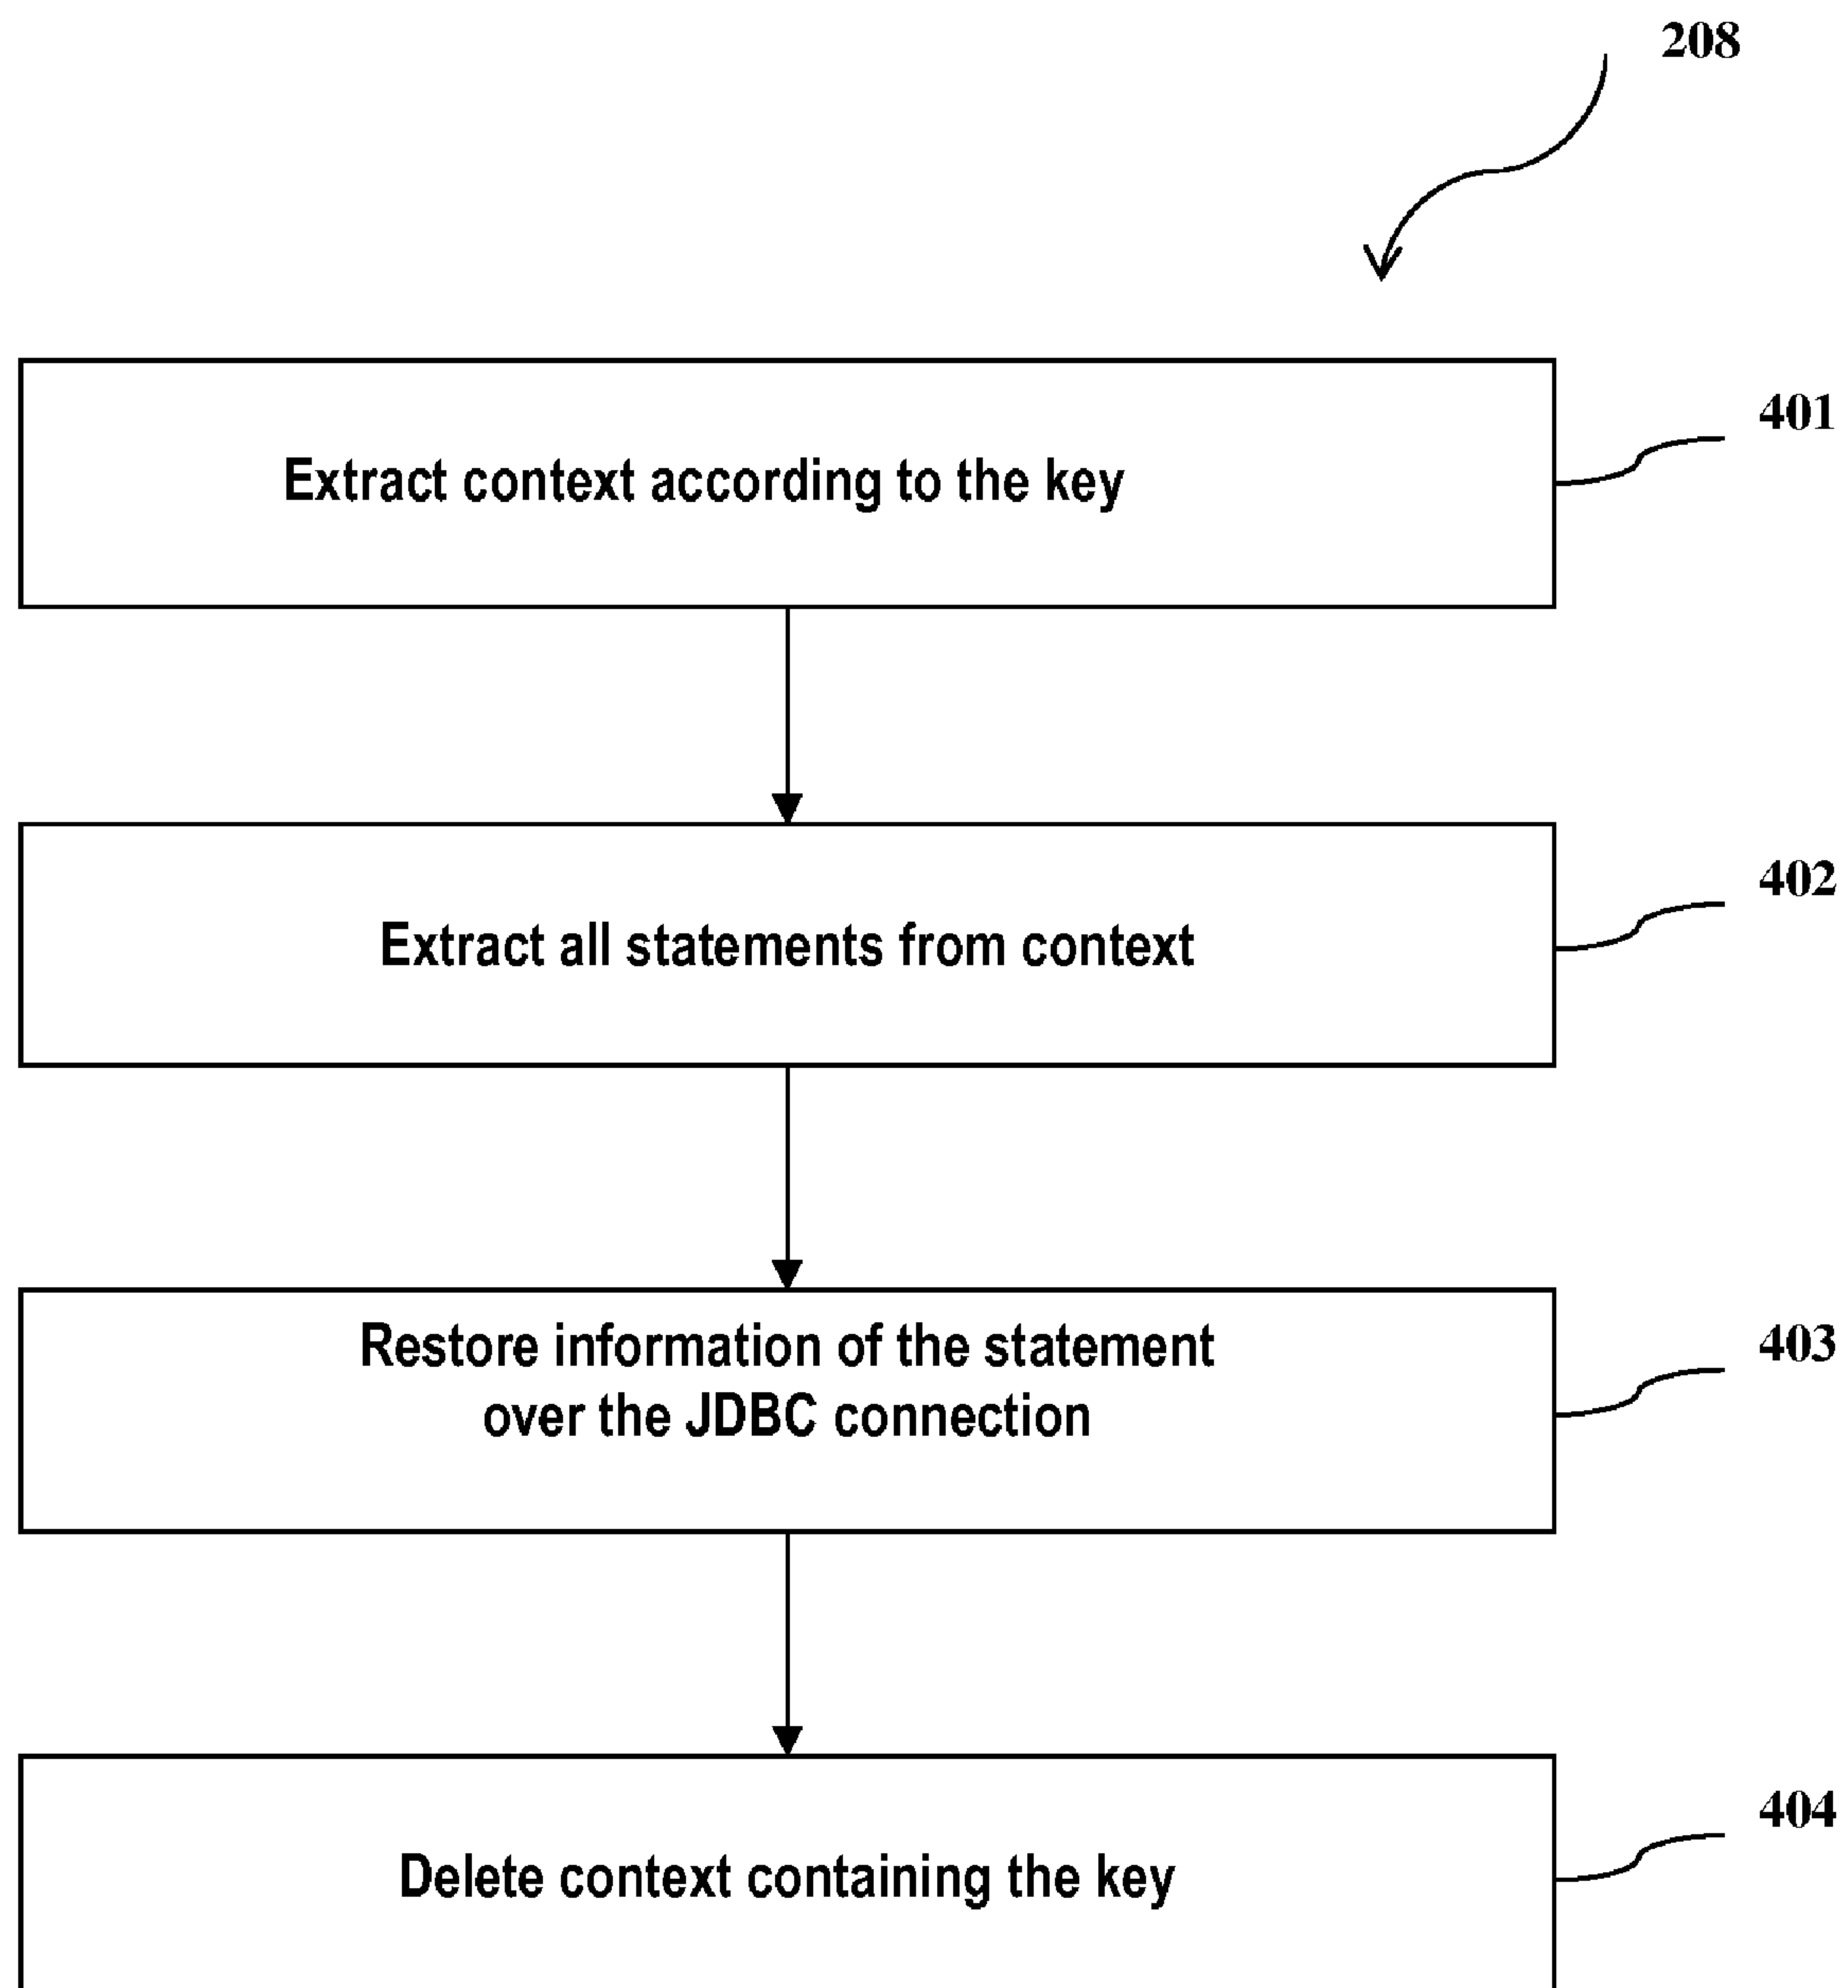 208
Extract context according to the key
401
Extract all statements from context
402
Restore information of the statement
over the JDBC connection
403
Delete context containing the key
404